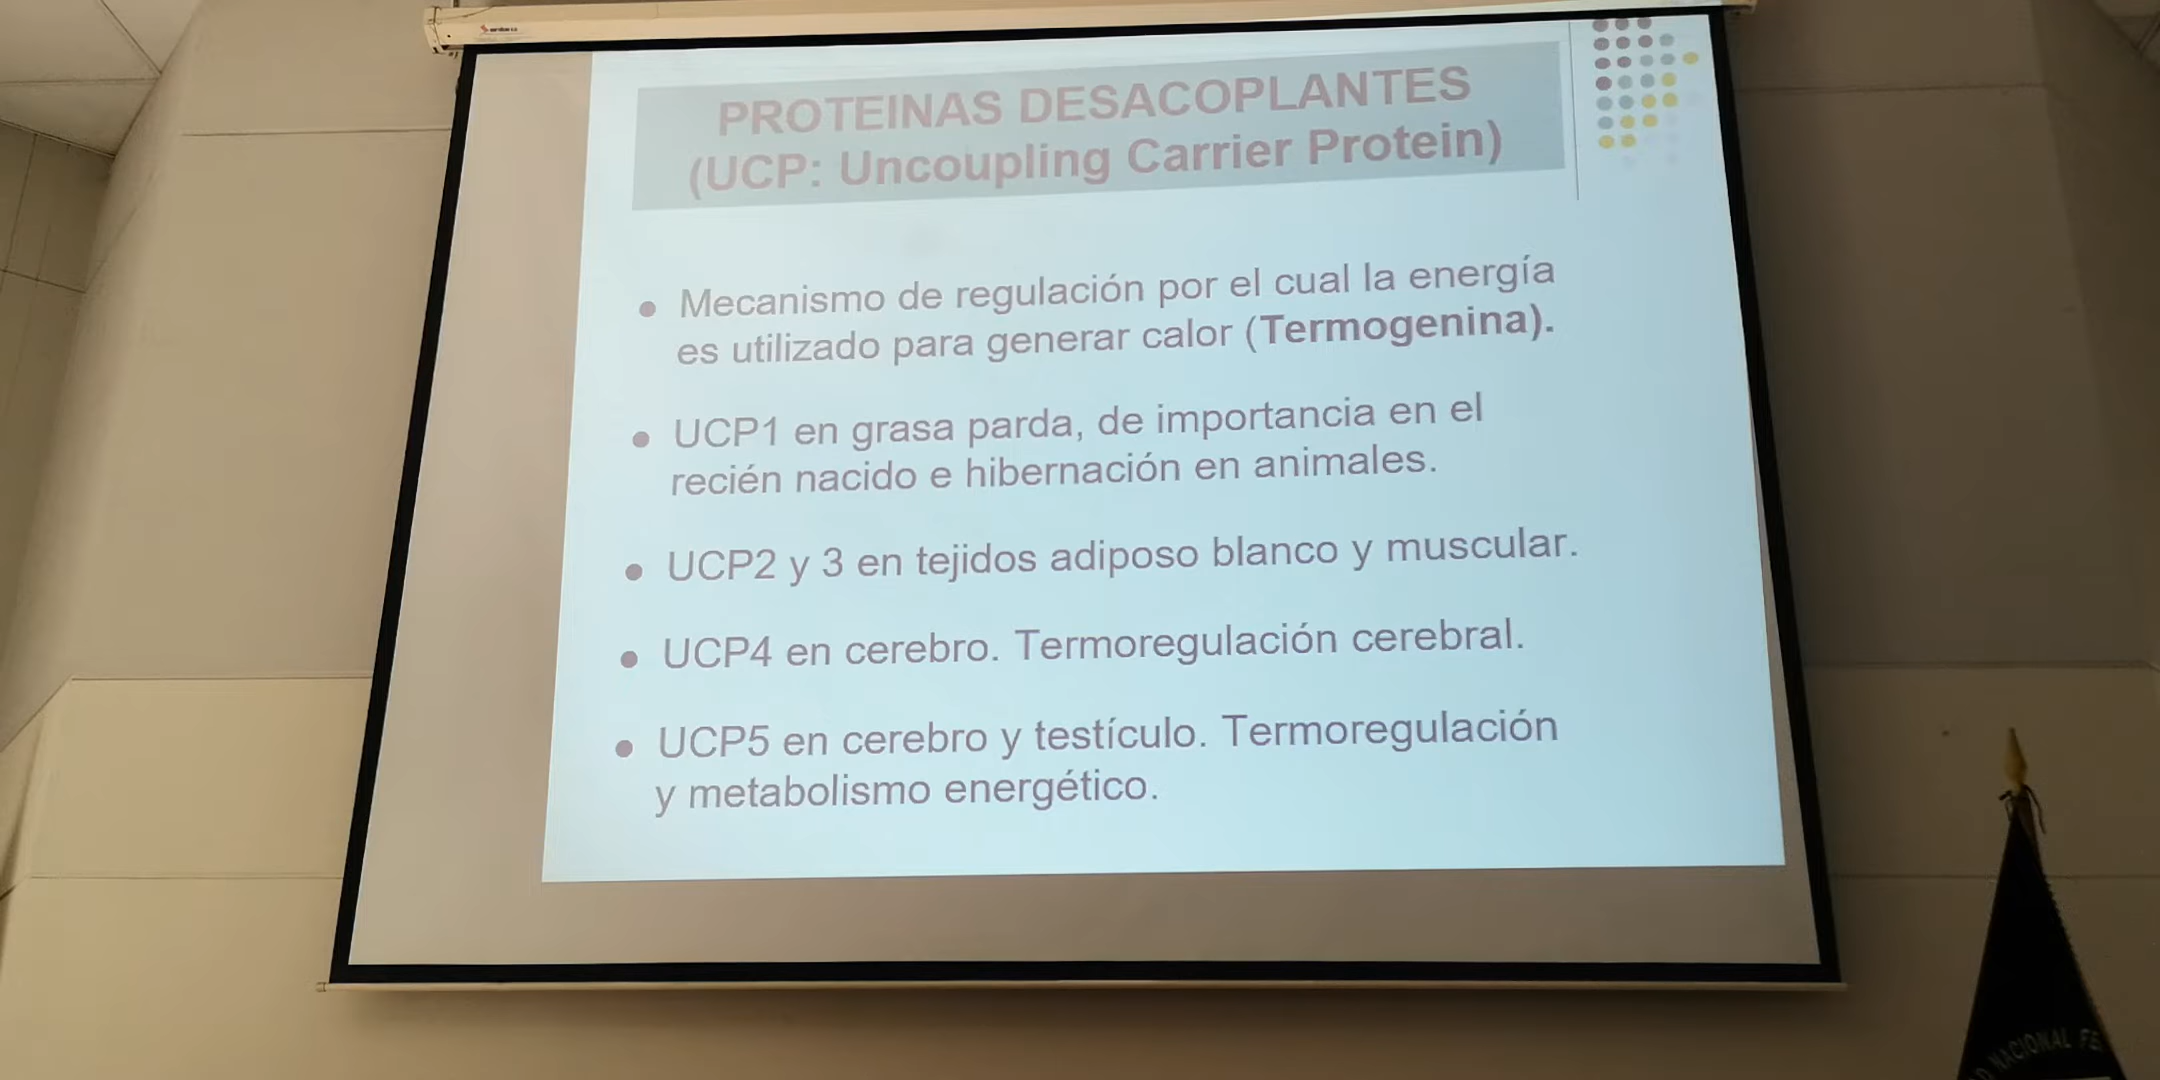 PROTEINAS DESACOPLANTES
(UCP: Uncoupling Carrier Protein)
Mecanismo de regulación por el cual la energía
es utilizado para generar calor (Termogenina).
UCP1 en grasa parda, de importancia en el
recién nacido e hibernación en animales.
UCP2 y 3 en tejidos adiposo blanco y muscular.
UCP4 en cerebro. Termoregulación cerebral.
UCP5 en cerebro y testículo. Termoregulación
y metabolismo energético.
NACIONAL